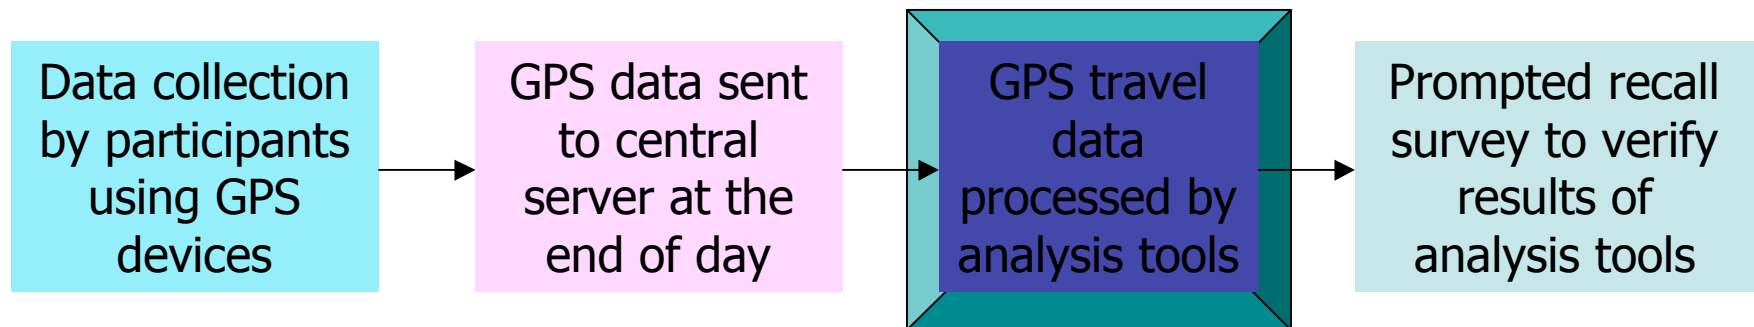 Data collection
by participants
using GPS
devices
GPS data sent
to central
server at the
end of day
GPS travel
data
processed by
analysis tools
Prompted recall
survey to verify
results of
analysis tools